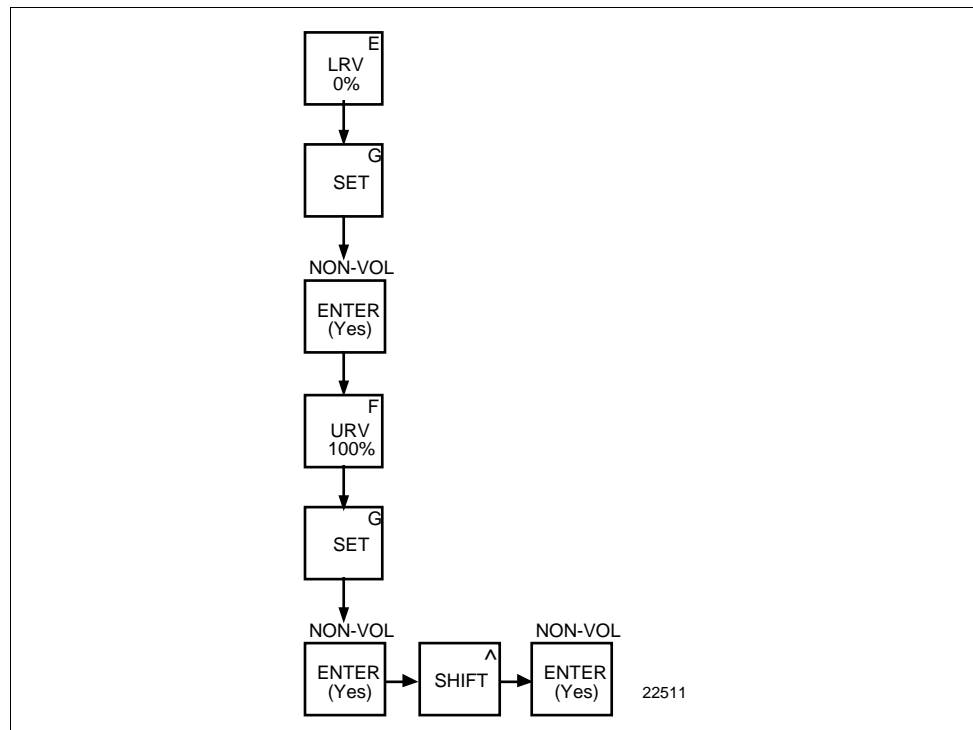 E
LRV
0%
G
SET
NON-VOL
ENTER
(Yes)
F
URV
100%
G
SET
NON-VOL
ENTER
(Yes)
^
SHIFT
NON-VOL
ENTER
(Yes)
22511